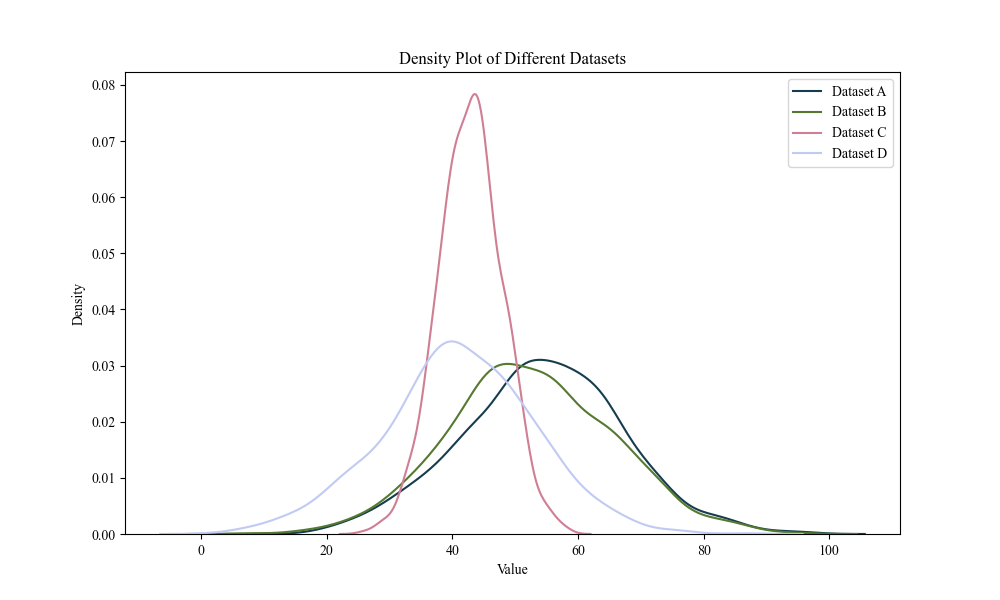 Density Plot of Different Datasets
Dataset A
Dataset B
Dataset C
Dataset D
0.08
0.07
0.06
0.05
0.04
0.03
0.02
0.01
0.00
Density
0 20 40 60 80 100
Value